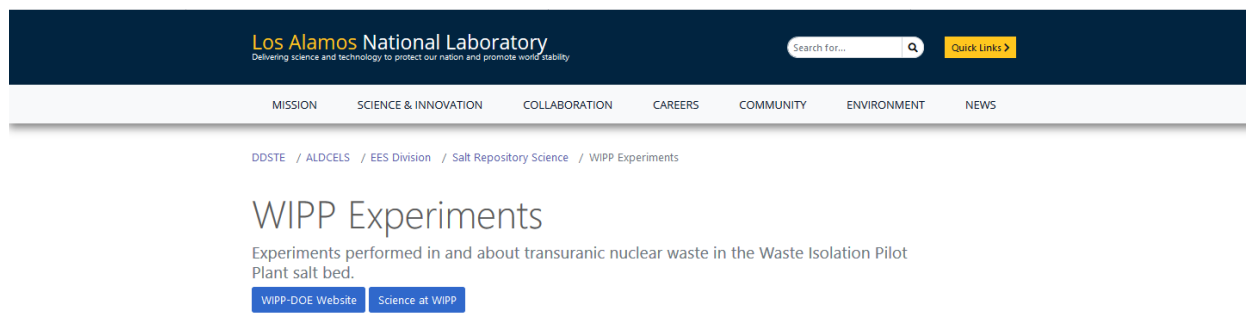 Los Alamos National Laboratory
Delivering science and technology to protect our nation and promote world stability
Search for...
Quick Links
MISSION SCIENCE & INNOVATION COLLABORATION CAREERS COMMUNITY ENVIRONMENT NEWS
DDSTE / ALDCELS / EES Division / Salt Repository Science / WIPP Experiments
WIPP Experiments
Experiments performed in and about transuranic nuclear waste in the Waste Isolation Pilot
Plant salt bed.
WIPP-DOE Website Science at WIPP